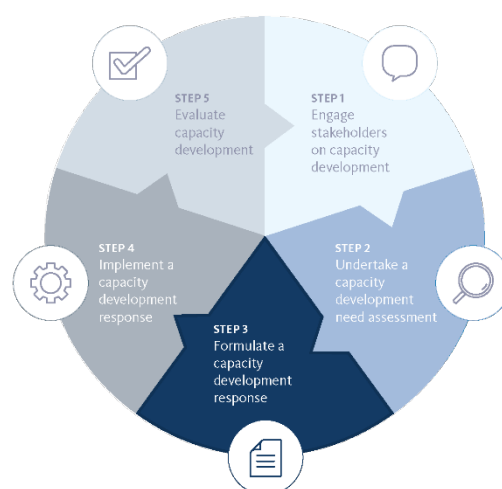 STEP 1
Engage
stakeholders
on capacity
development
STEP 2
Undertake a
capacity
development
need assessment
STEP 3
Formulate a
capacity
development
response
STEP 4
Implement a
capacity
development
response
STEP 5
Evaluate
capacity
development